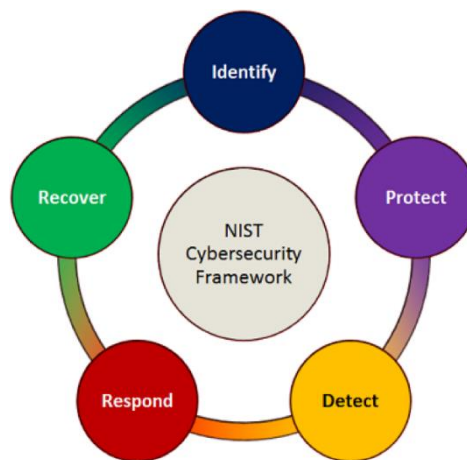 Identify
Recover
Protect
NIST
Cybersecurity
Framework
Respond
Detect